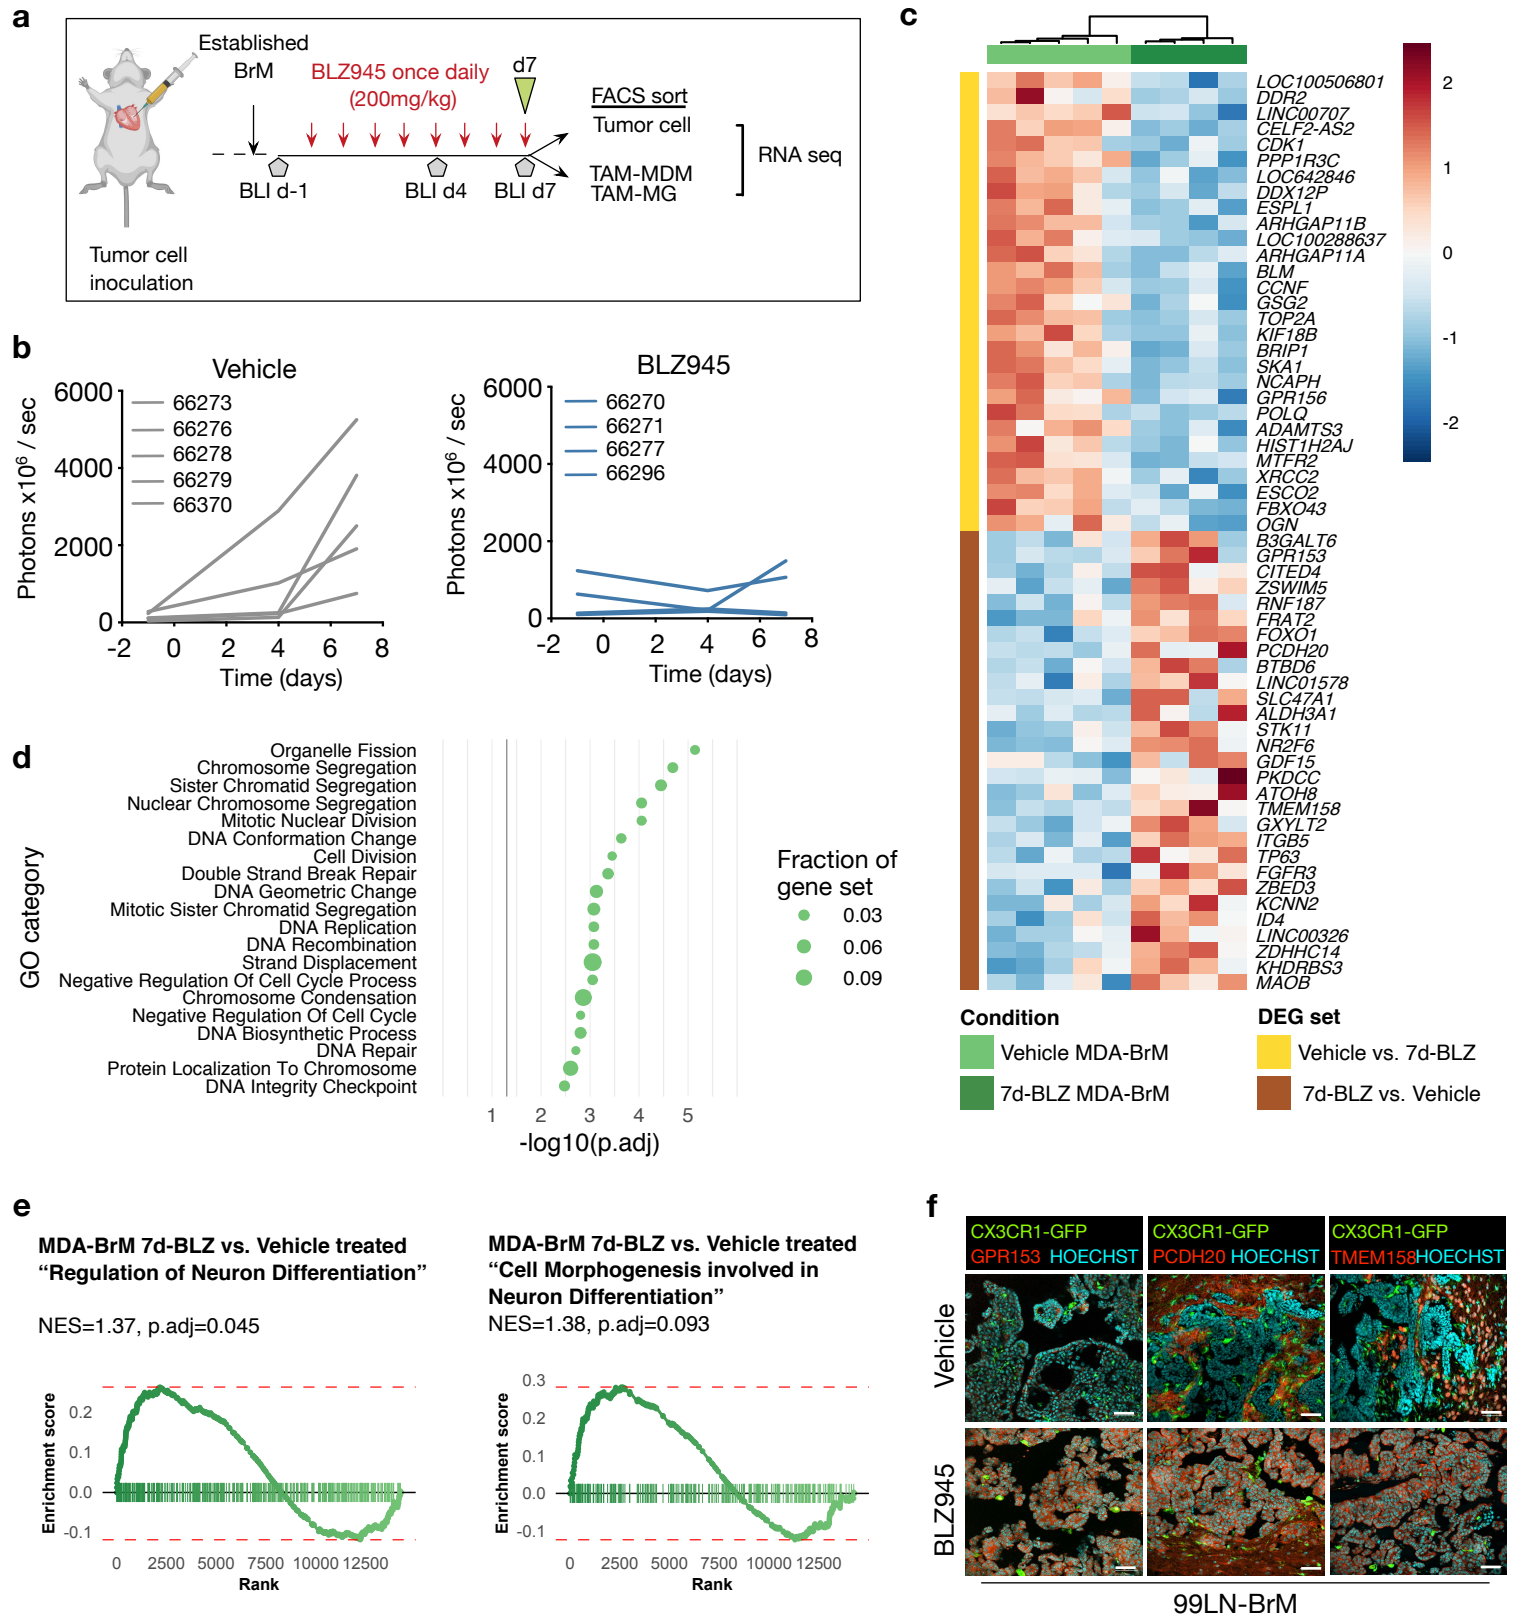 a
Established
BrM
BLZ945 once daily
(200mg/kg)
d7
FACS sort
Tumor cell
TAM-MDM
TAM-MG
RNA seq
BLI d-1
BLI d4
BLI d7
Tumor cell
inoculation
b
Vehicle
Photons x10⁶ / sec
6000
4000
2000
0
66273
66276
66278
66279
66370
-2 0 2 4 6 8
Time (days)
BLZ945
Photons x10⁶ / sec
6000
4000
2000
0
66270
66271
66277
66296
-2 0 2 4 6 8
Time (days)
c
LOC100506801
DDR2
LINC00707
CELF2-AS2
CDK1
PPP1R3C
LOC642846
DDX12P
ESPL1
ARHGAP11B
LOC100288637
ARHGAP11A
BLM
CCNF
GSG2
TOP2A
KIF18B
BRIP1
SKA1
NCAPH
GPR156
POLQ
ADAMTS3
HIST1H2AJ
MTFR2
XRCC2
ESCO2
FBXO43
OGN
B3GALT6
GPR153
CITED4
ZSWIM5
RNF187
FRAT2
FOXO1
PCDH20
BTBD6
LINC01578
SLC47A1
ALDH3A1
STK11
NR2F6
GDF15
PKDCC
ATOH8
TMEM158
GXYLT2
ITGB5
TP63
FGFR3
ZBED3
KCNN2
ID4
LINC00326
ZDHHC14
KHDRBS3
MAOB
2
1
0
-1
-2
Condition
Vehicle MDA-BrM
7d-BLZ MDA-BrM
DEG set
Vehicle vs. 7d-BLZ
7d-BLZ vs. Vehicle
d
GO category
Organelle Fission
Chromosome Segregation
Sister Chromatid Segregation
Nuclear Chromosome Segregation
Mitotic Nuclear Division
DNA Conformation Change
Cell Division
Double Strand Break Repair
DNA Geometric Change
Mitotic Sister Chromatid Segregation
DNA Replication
DNA Recombination
Strand Displacement
Negative Regulation Of Cell Cycle Process
Chromosome Condensation
Negative Regulation Of Cell Cycle
DNA Biosynthetic Process
DNA Repair
Protein Localization To Chromosome
DNA Integrity Checkpoint
1 2 3 4 5
-log10(p.adj)
Fraction of
gene set
0.03
0.06
0.09
e
MDA-BrM 7d-BLZ vs. Vehicle treated
“Regulation of Neuron Differentiation”
NES=1.37, p.adj=0.045
Enrichment score
0.2
0.1
0.0
-0.1
0 2500 5000 7500 10000 12500
Rank
MDA-BrM 7d-BLZ vs. Vehicle treated
“Cell Morphogenesis involved in
Neuron Differentiation”
NES=1.38, p.adj=0.093
Enrichment score
0.3
0.2
0.1
0.0
-0.1
0 2500 5000 7500 10000 12500
Rank
f
CX3CR1-GFP
GPR153 HOECHST
CX3CR1-GFP
PCDH20 HOECHST
CX3CR1-GFP
TMEM158 HOECHST
Vehicle
BLZ945
99LN-BrM